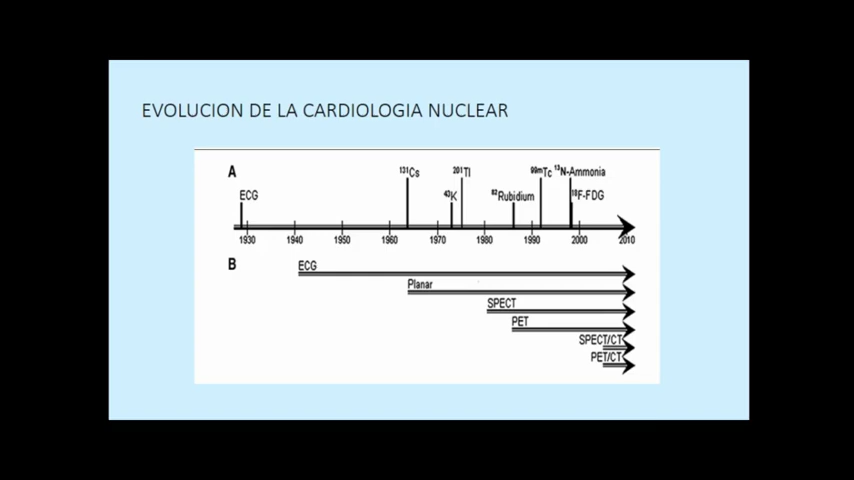 EVOLUCION DE LA CARDIOLOGIA NUCLEAR
A
¹³¹Cs ²⁰¹Tl ⁹⁹ᵐTc ¹³N-Ammonia
ECG ⁴³K ⁸²Rubidium ¹⁸F-FDG
1930 1940 1950 1960 1970 1980 1990 2000 2010
B
ECG
Planar
SPECT
PET
SPECT/CT
PET/CT